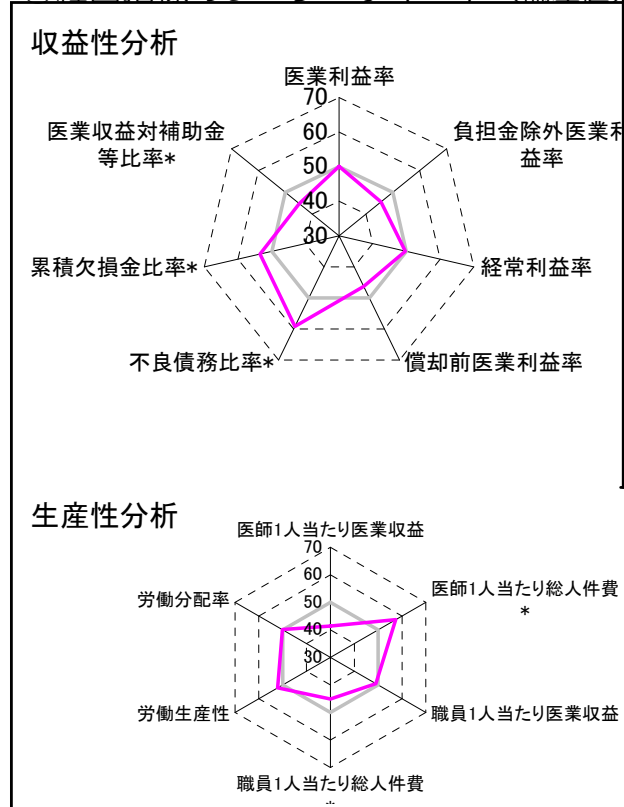 収益性分析
医業利益率
70
60
50
40
30
負担金除外医業利
益率
経常利益率
償却前医業利益率
不良債務比率*
累積欠損金比率*
医業収益対補助金
等比率*
生産性分析
医師1人当たり医業収益
70
60
50
40
30
医師1人当たり総人件費
*
職員1人当たり医業収益
職員1人当たり総人件費
*
労働生産性
労働分配率